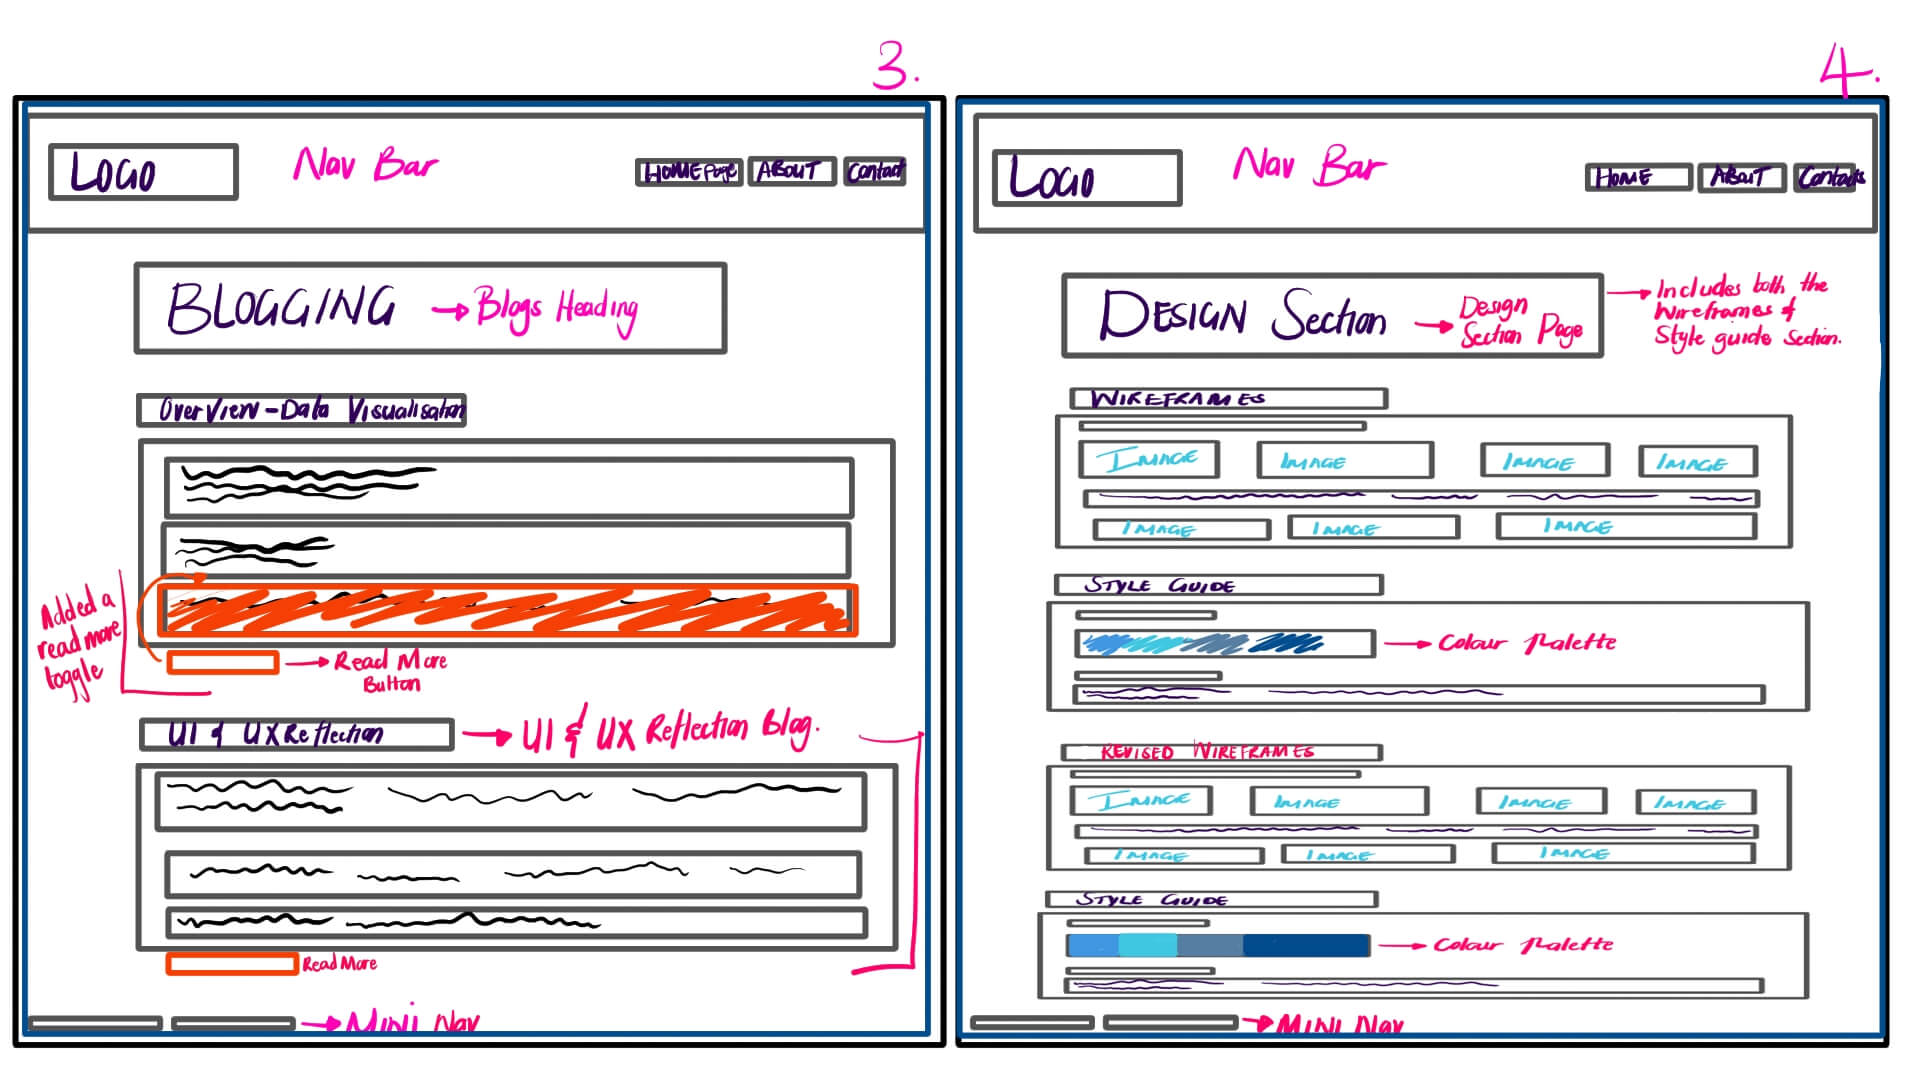 3.
LOGO
Nav Bar
HOMEPage
ABOUT
Contact
BLOGGING → Blogs Heading
OverView - Data Visualisation
Added a
read more
toggle
→ Read More
Button
UI & UX Reflection → UI & UX Reflection Blog.
Read More
→ MINI Nav
4.
LOGO
Nav Bar
HOME
ABOUT
Contacts
DESIGN Section → Design
Section Page
→ Includes both the
Wireframes &
Style guide Section.
WIREFRAMES
IMAGE IMAGE IMAGE IMAGE
IMAGE IMAGE IMAGE
STYLE GUIDE
→ Colour Palette
REVISED WIREFRAMES
IMAGE IMAGE IMAGE IMAGE
IMAGE IMAGE IMAGE
STYLE GUIDE
→ Colour Palette
→ MINI Nav